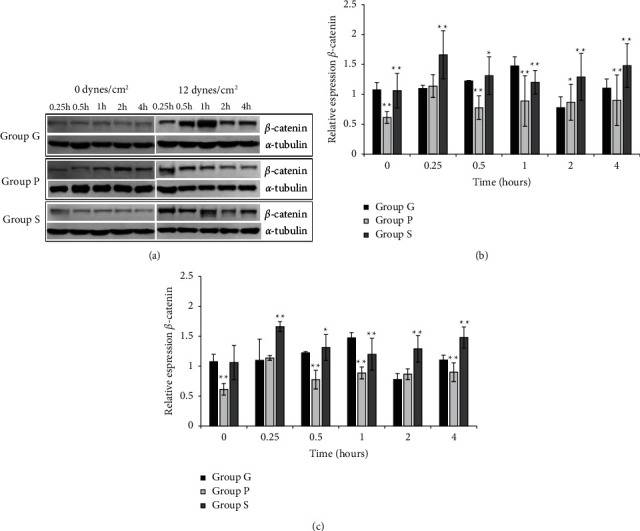 0 dynes/cm²
12 dynes/cm²
0.25h 0.5h 1h 2h 4h
0.25h 0.5h 1h 2h 4h
Group G
β-catenin
α-tubulin
Group P
β-catenin
α-tubulin
Group S
β-catenin
α-tubulin
(a)
Relative espression β-catenin
2.5
2
1.5
1
0.5
0
** ** * ** * **
** ** ** * ** **
0 0.25 0.5 1 2 4
Time (hours)
Group G
Group P
Group S
(b)
Relative espression β-catenin
2.5
2
1.5
1
0.5
0
** * ** ** **
** ** ** **
0 0.25 0.5 1 2 4
Time (hours)
Group G
Group P
Group S
(c)